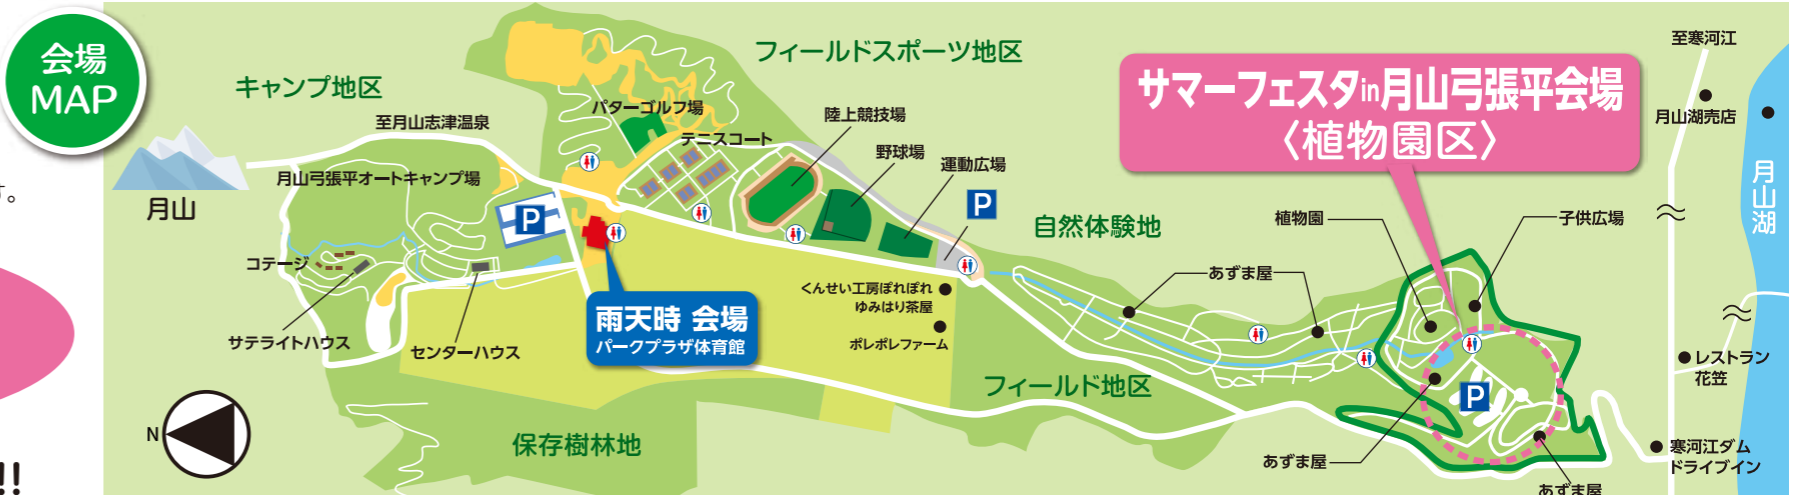 会場
MAP
す。
!!
キャンプ地区
フィールドスポーツ地区
至寒河江
サマーフェスタin月山弓張平会場
〈植物園区〉
月山湖売店
月山湖
パターゴルフ場
陸上競技場
至月山志津温泉
テニスコート
野球場
運動広場
月山弓張平オートキャンプ場
月山
P
P
自然体験地
植物園
子供広場
コテージ
あずま屋
くんせい工房ぽれぽれ
ゆみはり茶屋
雨天時 会場
パークプラザ体育館
サテライトハウス
センターハウス
ポレポレファーム
レストラン
花笠
フィールド地区
P
N
保存樹林地
あずま屋
寒河江ダム
ドライブイン
あずま屋